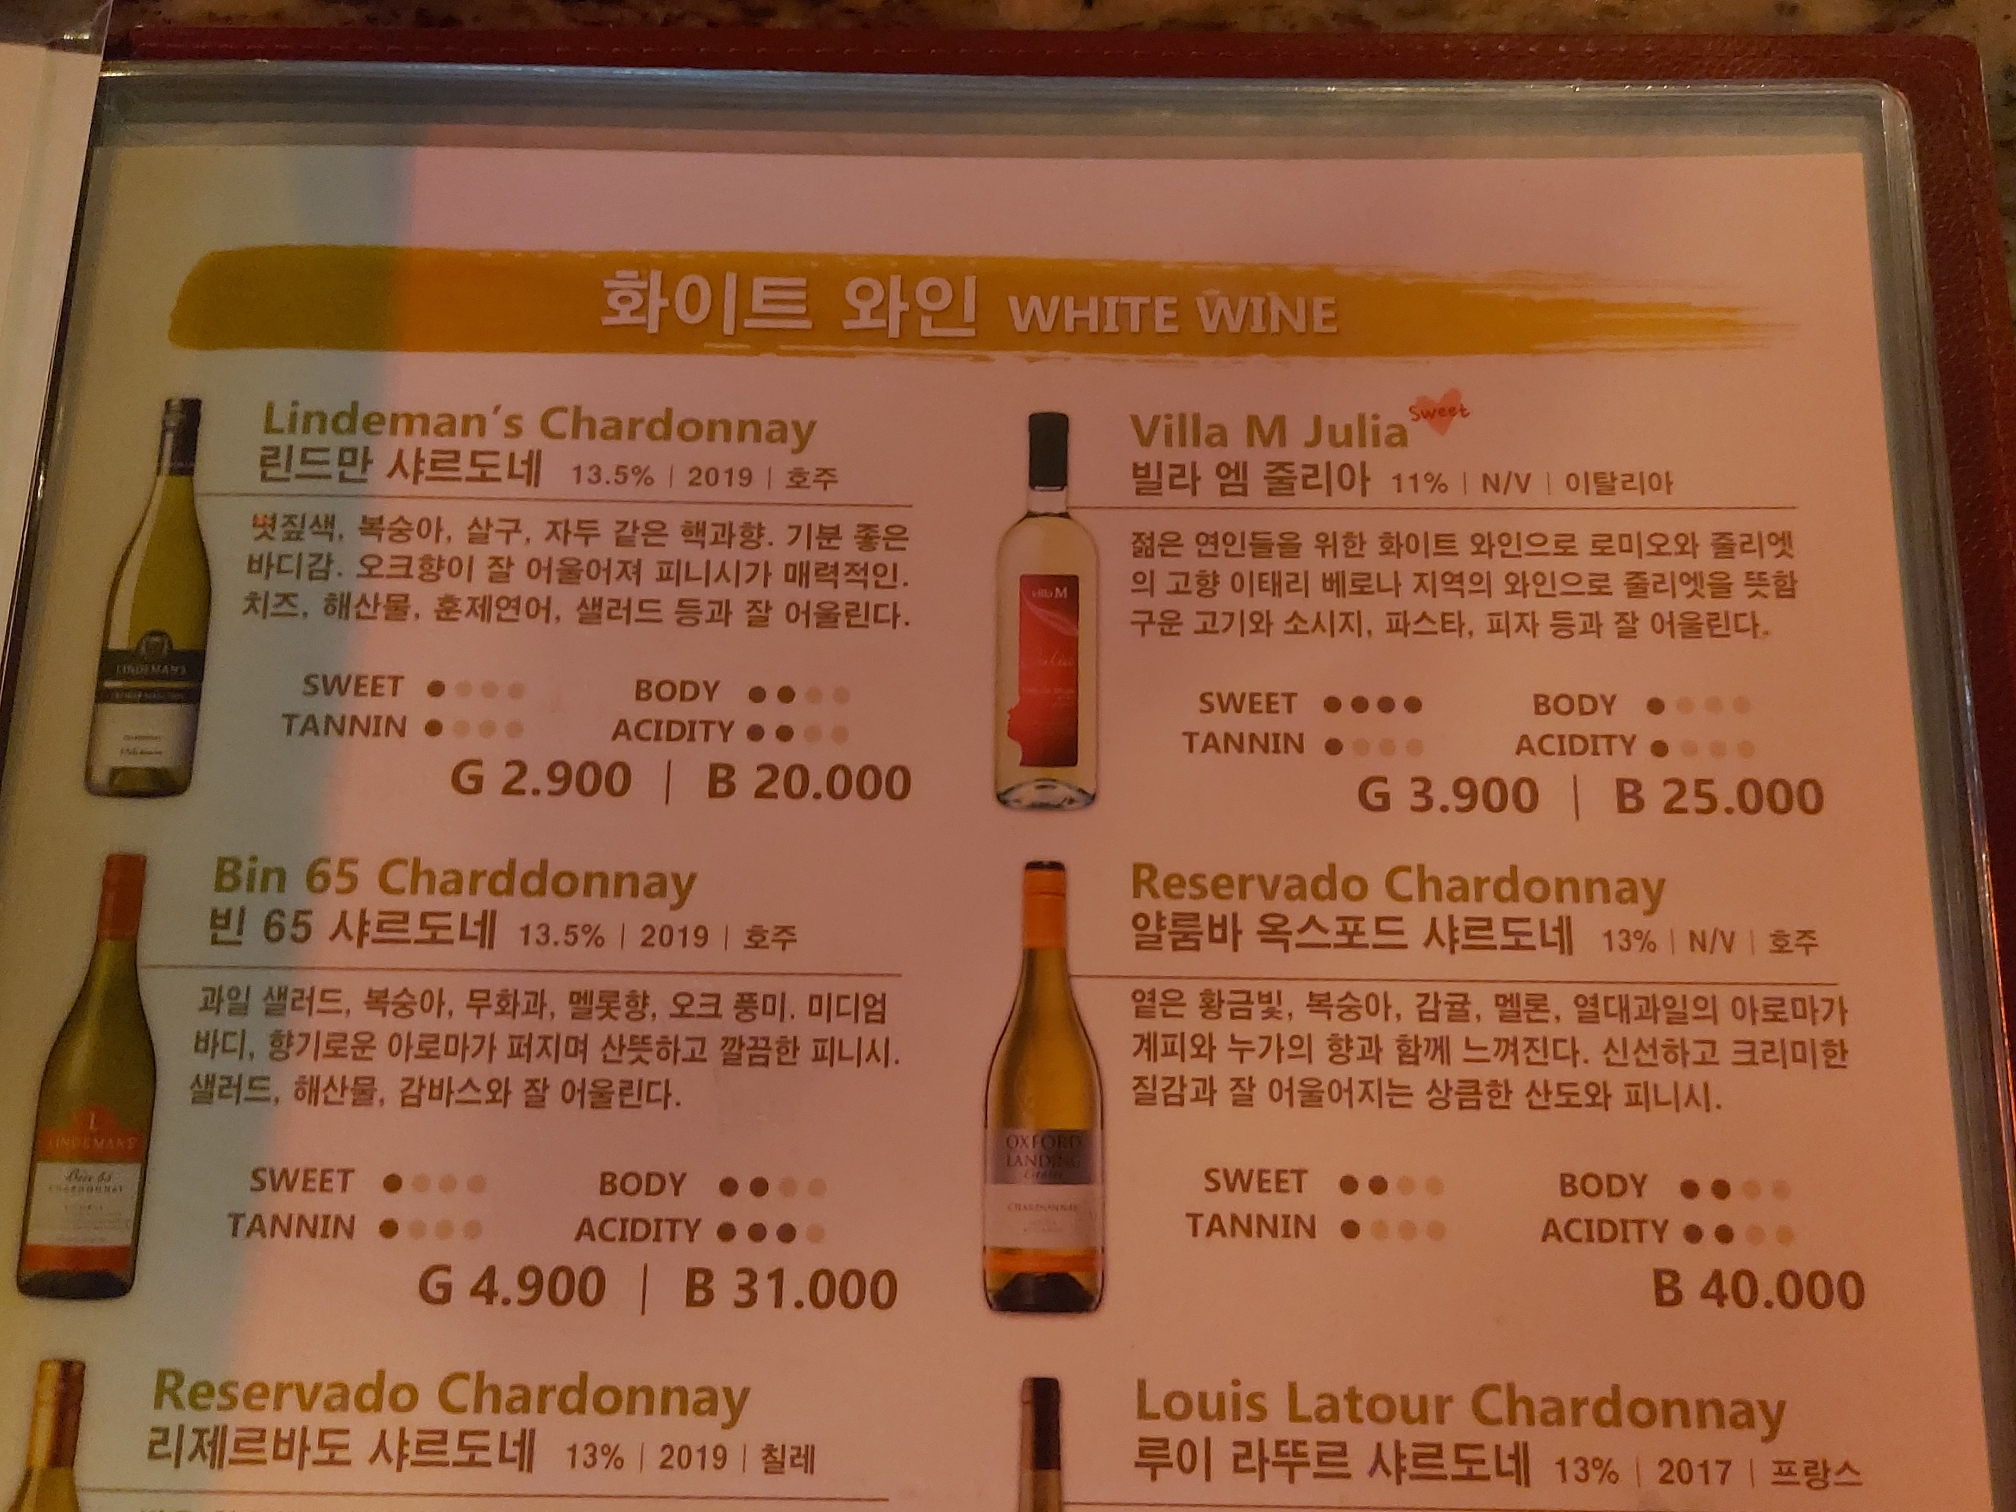 화이트 와인 WHITE WINE
Lindeman's Chardonnay
린드만 샤르도네 13.5% | 2019 | 호주
볏짚색, 복숭아, 살구, 자두 같은 핵과향. 기분 좋은
바디감. 오크향이 잘 어울어져 피니시가 매력적인.
치즈, 해산물, 훈제연어, 샐러드 등과 잘 어울린다.
SWEET
BODY
TANNIN
ACIDITY
G 2.900 | B 20.000
LINDEMAN'S
Villa M Julia
Sweet
빌라 엠 줄리아 11% | N/V | 이탈리아
젊은 연인들을 위한 화이트 와인으로 로미오와 줄리엣
의 고향 이태리 베로나 지역의 와인으로 줄리엣을 뜻함
구운 고기와 소시지, 파스타, 피자 등과 잘 어울린다.
SWEET
BODY
TANNIN
ACIDITY
G 3.900 | B 25.000
villa M
Bin 65 Charddonnay
빈 65 샤르도네 13.5% | 2019 | 호주
과일 샐러드, 복숭아, 무화과, 멜롯향, 오크 풍미. 미디엄
바디, 향기로운 아로마가 퍼지며 산뜻하고 깔끔한 피니시.
샐러드, 해산물, 감바스와 잘 어울린다.
SWEET
BODY
TANNIN
ACIDITY
G 4.900 | B 31.000
L
LINDEMAN'S
Bin 65
CHARDONNAY
Reservado Chardonnay
얄룸바 옥스포드 샤르도네 13% | N/V | 호주
옅은 황금빛, 복숭아, 감귤, 멜론, 열대과일의 아로마가
계피와 누가의 향과 함께 느껴진다. 신선하고 크리미한
질감과 잘 어울어지는 상큼한 산도와 피니시.
SWEET
BODY
TANNIN
ACIDITY
B 40.000
OXFORD
LANDING
CHARDONNAY
Reservado Chardonnay
리제르바도 샤르도네 13% | 2019 | 칠레
Louis Latour Chardonnay
루이 라뚜르 샤르도네 13% | 2017 | 프랑스